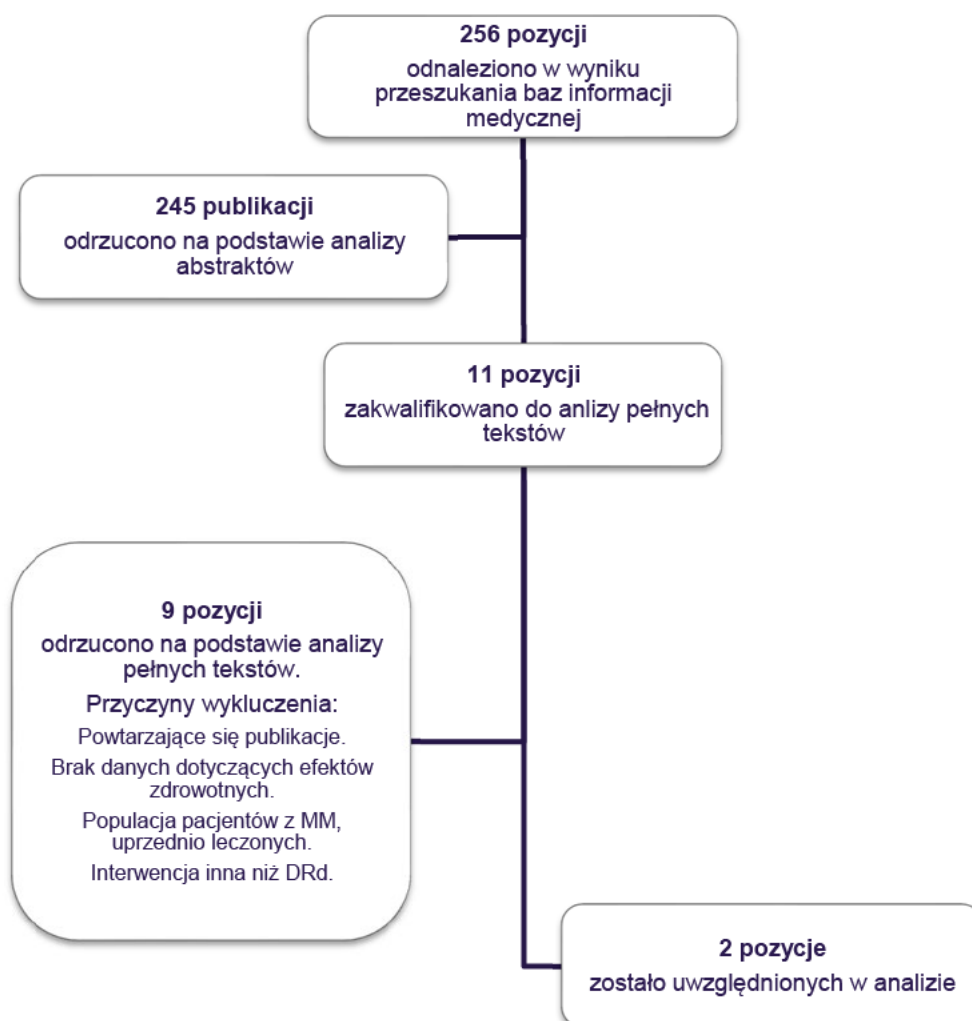 256 pozycji
odnaleziono w wyniku
przeszukania baz informacji
medycznej
245 publikacji
odrzucono na podstawie analizy
abstraktów
11 pozycji
zakwalifikowano do anlizy pełnych
tekstów
9 pozycji
odrzucono na podstawie analizy
pełnych tekstów.
Przyczyny wykluczenia:
Powtarzające się publikacje.
Brak danych dotyczących efektów
zdrowotnych.
Populacja pacjentów z MM,
uprzednio leczonych.
Interwencja inna niż DRd.
2 pozycje
zostało uwzględnionych w analizie